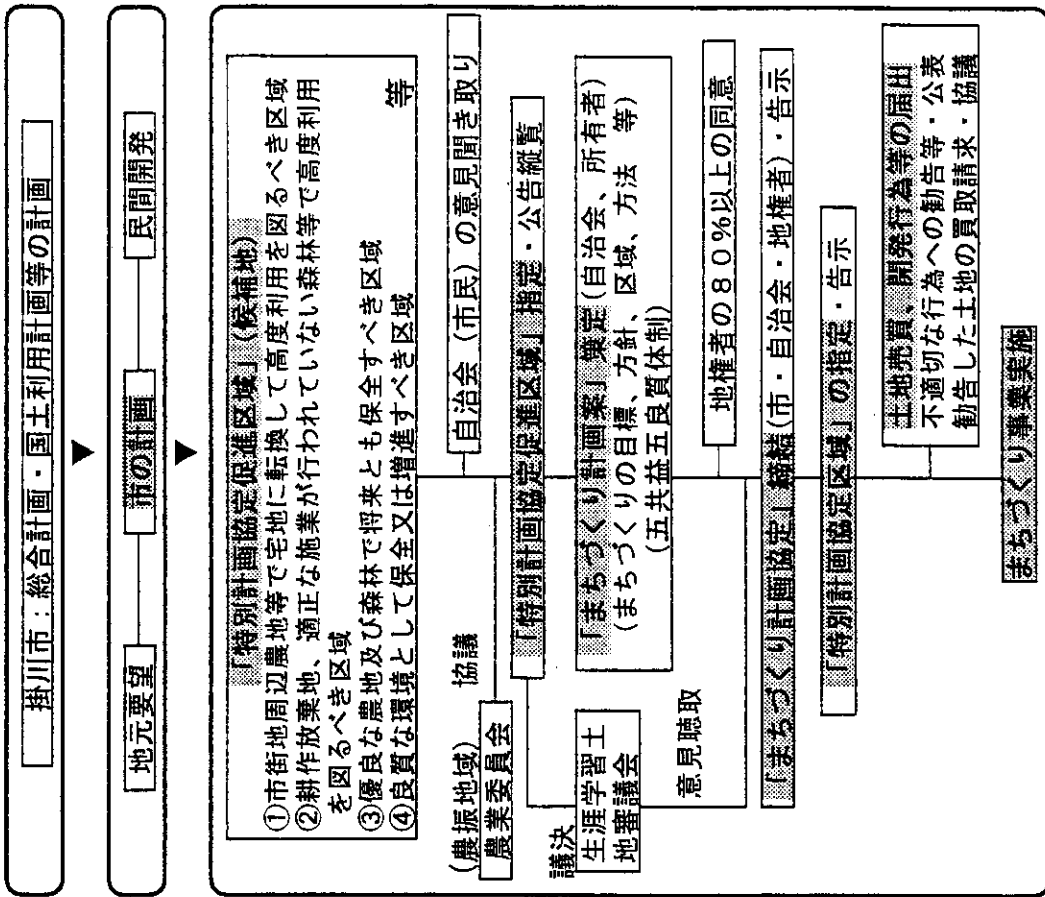 掛川市：総合計画・国土利用計画等の計画
▼
地元要望
市の計画
民間開発
▼
「特別計画協定促進区域」（候補地）
①市街地周辺農地等で宅地に転換して高度利用を図るべき区域
②耕作放棄地、適正な施業が行われていない森林等で高度利用
を図るべき区域
③優良な農地及び森林で将来とも保全すべき区域
④良質な環境として保全又は増進すべき区域　等
（農振地域）
農業委員会
協議
自治会（市民）の意見聞き取り
「特別計画協定促進区域」指定・公告縦覧
議決
生涯学習土
地審議会
「まちづくり計画案」策定（自治会、所有者）
（まちづくりの目標、方針、区域、方法　等）
（五共益五良質体制）
意見聴取
地権者の８０％以上の同意
「まちづくり計画協定」締結（市・自治会・地権者）・告示
「特別計画協定区域」の指定・告示
土地売買、開発行為等の届出
不適切な行為への勧告等・公表
勧告した土地の買取請求・協議
まちづくり事業実施